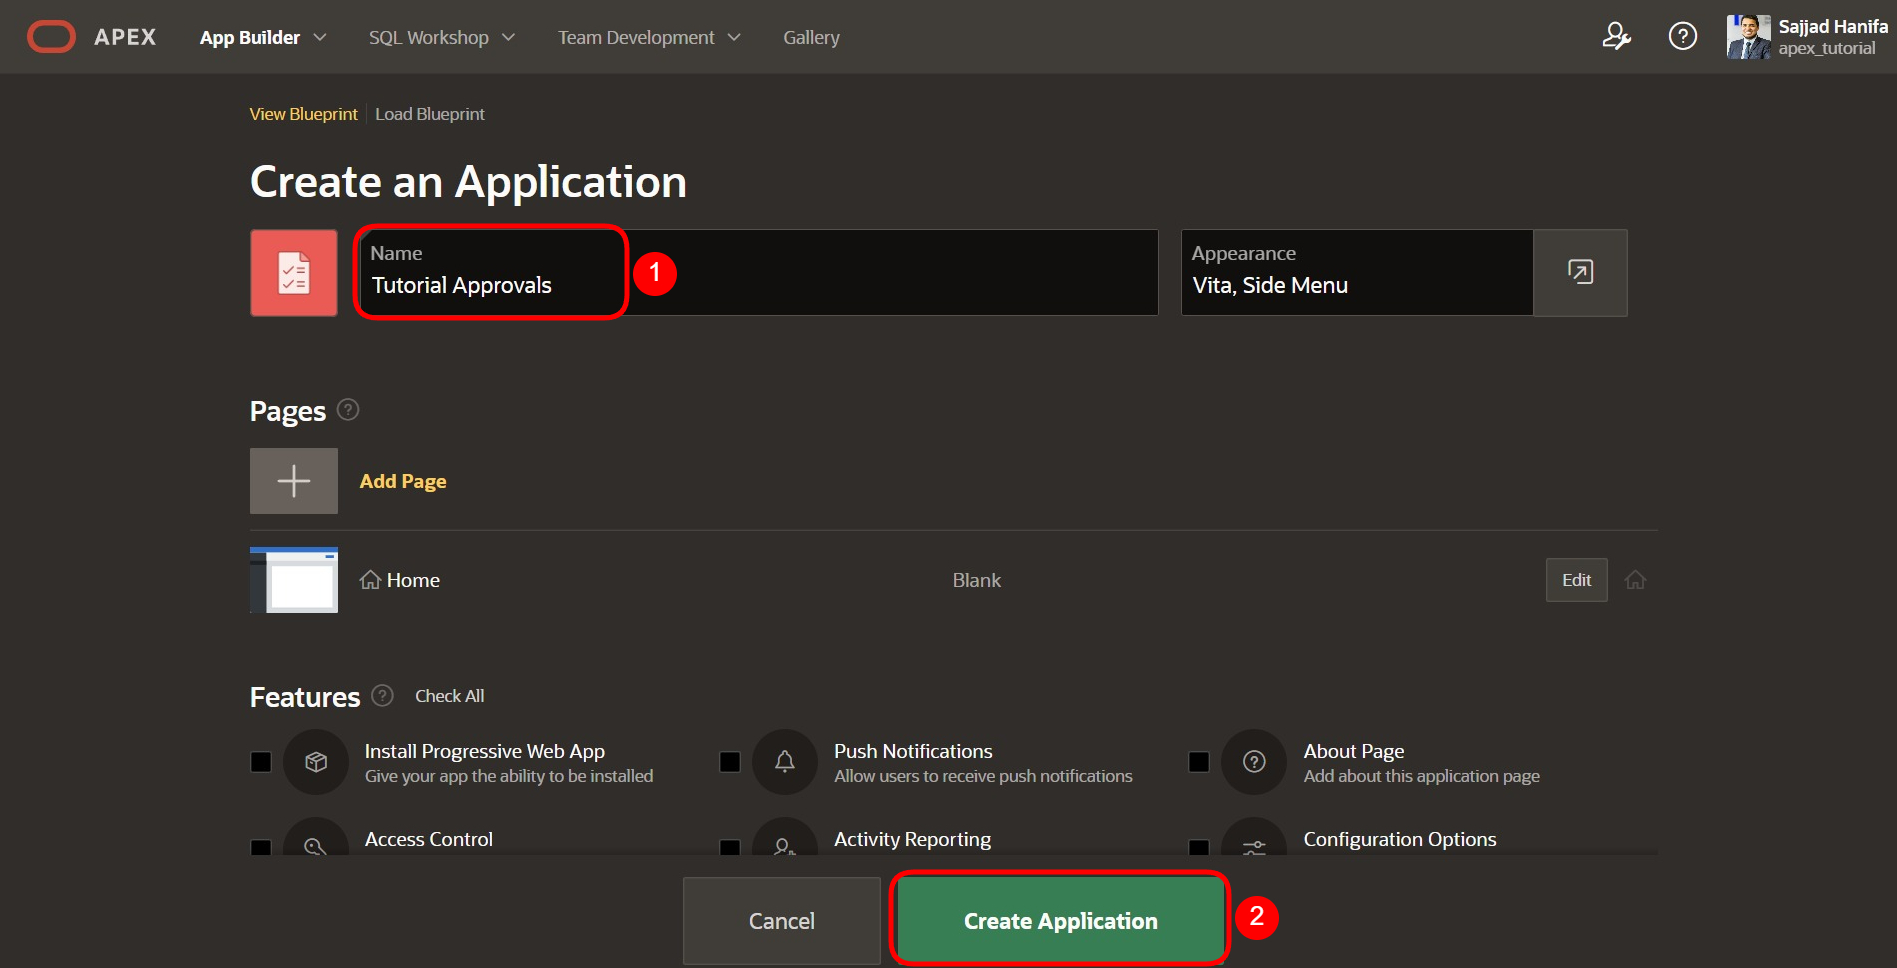 APEX App Builder SQL Workshop Team Development Gallery
Sajjad Hanifa
apex_tutorial
View Blueprint Load Blueprint
Create an Application
Name
Tutorial Approvals
1
Appearance
Vita, Side Menu
Pages ?
Add Page
Home Blank Edit
Features ? Check All
Install Progressive Web App
Give your app the ability to be installed
Push Notifications
Allow users to receive push notifications
About Page
Add about this application page
Access Control
Activity Reporting
Configuration Options
Cancel
Create Application
2